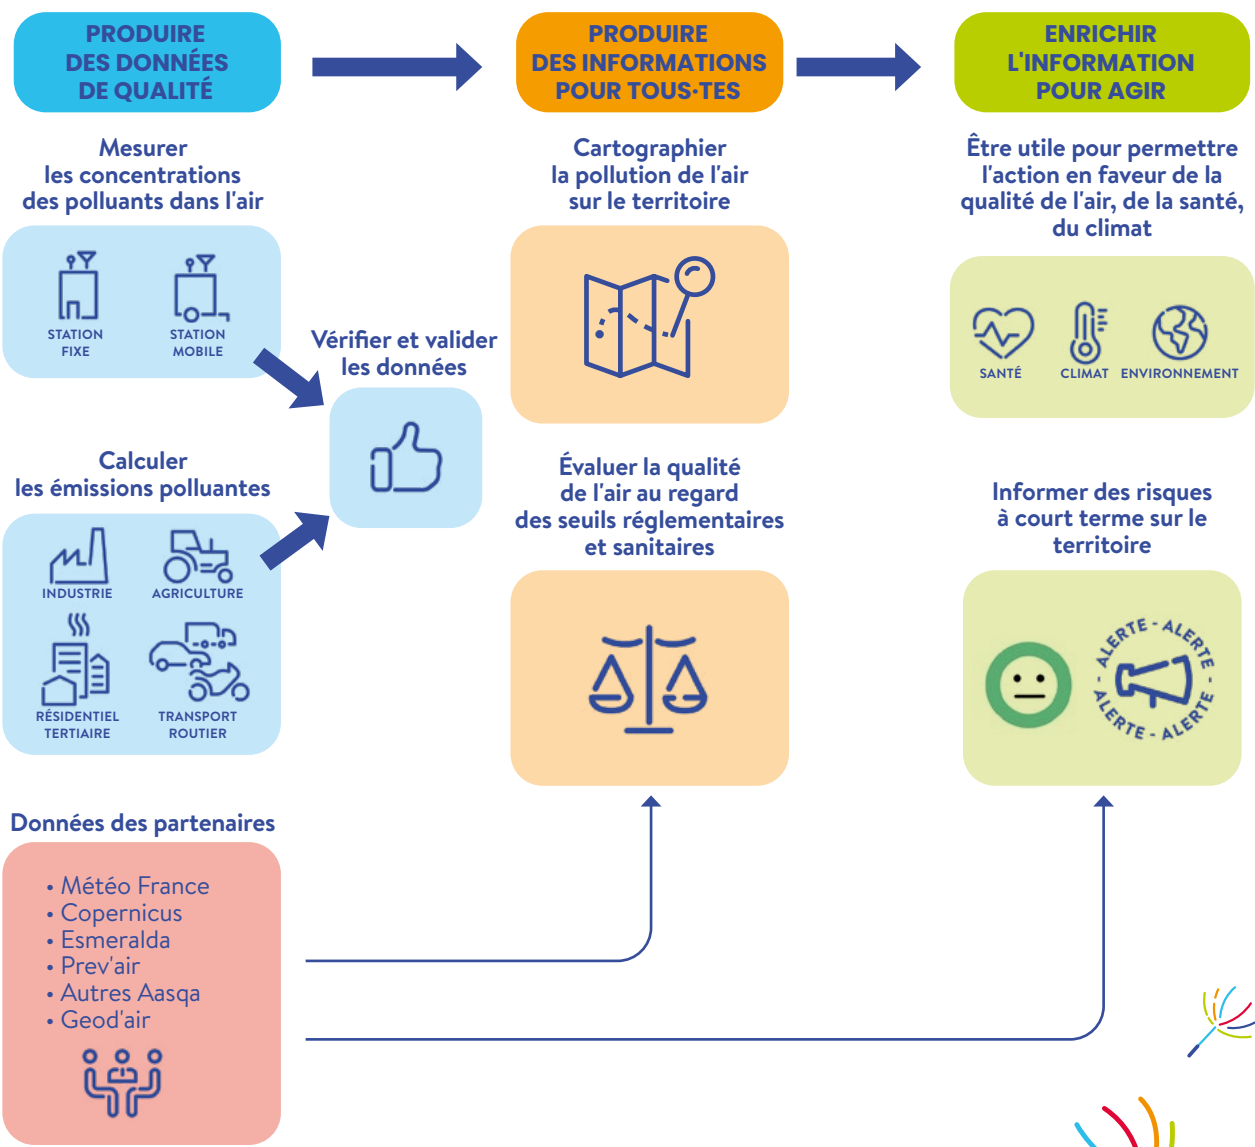 PRODUIRE
DES DONNÉES
DE QUALITÉ
PRODUIRE
DES INFORMATIONS
POUR TOUS·TES
ENRICHIR
L'INFORMATION
POUR AGIR
Mesurer
les concentrations
des polluants dans l'air
STATION
FIXE
STATION
MOBILE
Vérifier et valider
les données
Calculer
les émissions polluantes
INDUSTRIE
AGRICULTURE
RÉSIDENTIEL
TERTIAIRE
TRANSPORT
ROUTIER
Données des partenaires
• Météo France
• Copernicus
• Esmeralda
• Prev'air
• Autres Aasqa
• Geod'air
Cartographier
la pollution de l'air
sur le territoire
Évaluer la qualité
de l'air au regard
des seuils réglementaires
et sanitaires
Être utile pour permettre
l'action en faveur de la
qualité de l'air, de la santé,
du climat
SANTÉ
CLIMAT
ENVIRONNEMENT
Informer des risques
à court terme sur le
territoire
ALERTE - ALERTE - ALERTE - ALERTE -